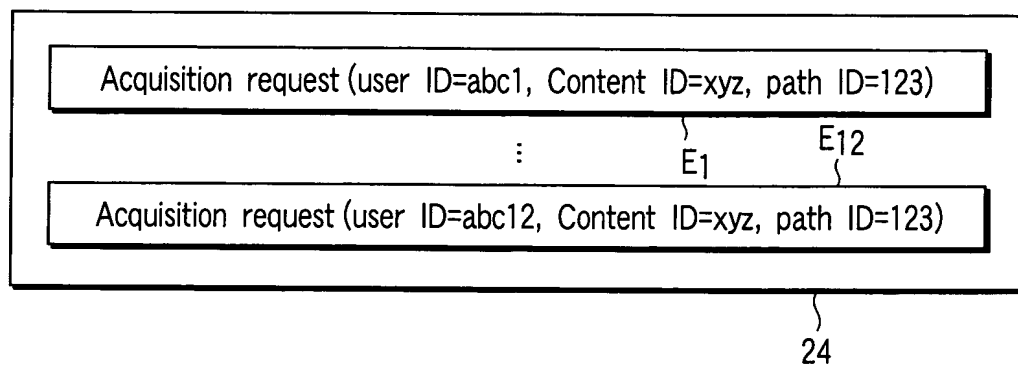 Acquisition request (user ID=abc1, Content ID=xyz, path ID=123)
E1
E12
⋮
Acquisition request (user ID=abc12, Content ID=xyz, path ID=123)
24